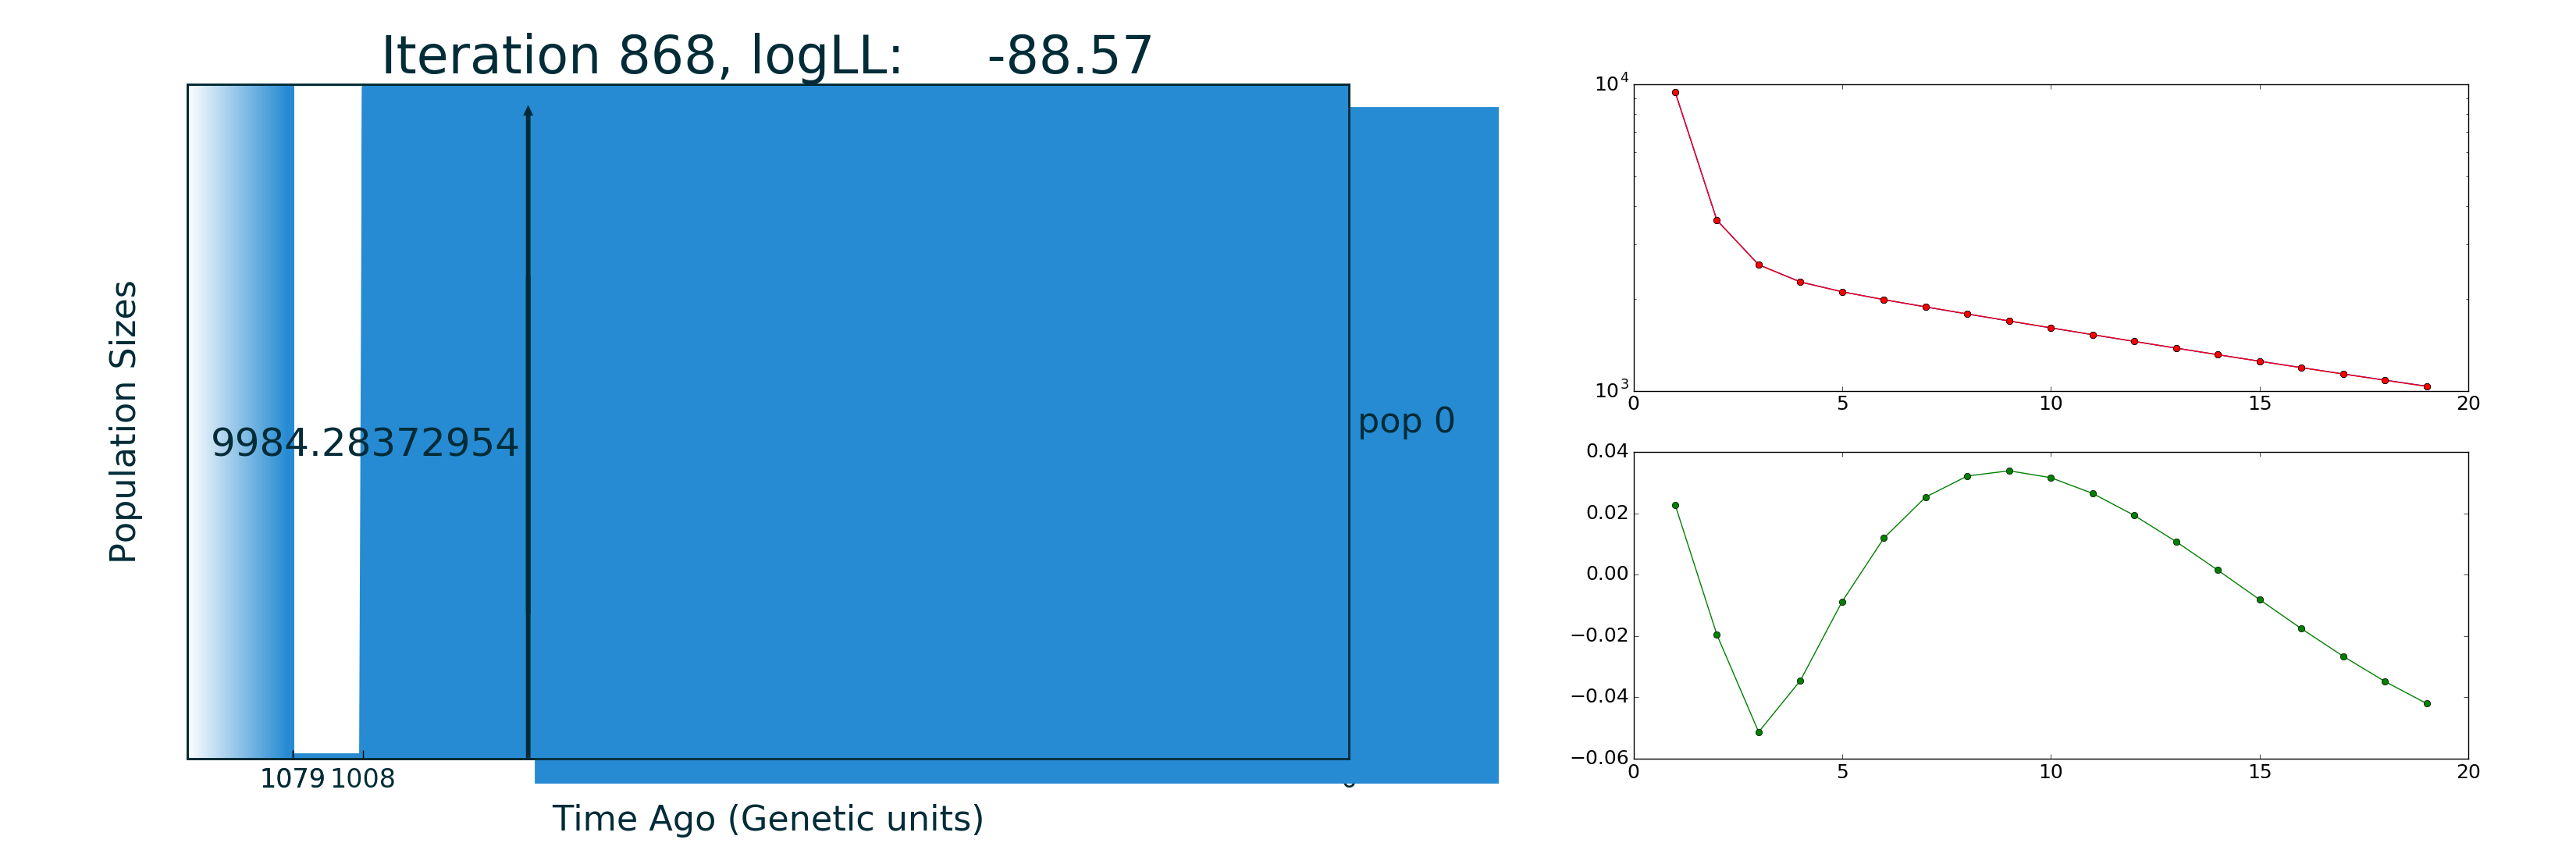 Iteration 868, logLL: -88.57
Population Sizes
9984.28372954
pop 0
1079 1008
Time Ago (Genetic units)
10^4
10^3
0 5 10 15 20
0.04
0.02
0.00
−0.02
−0.04
−0.06
0 5 10 15 20